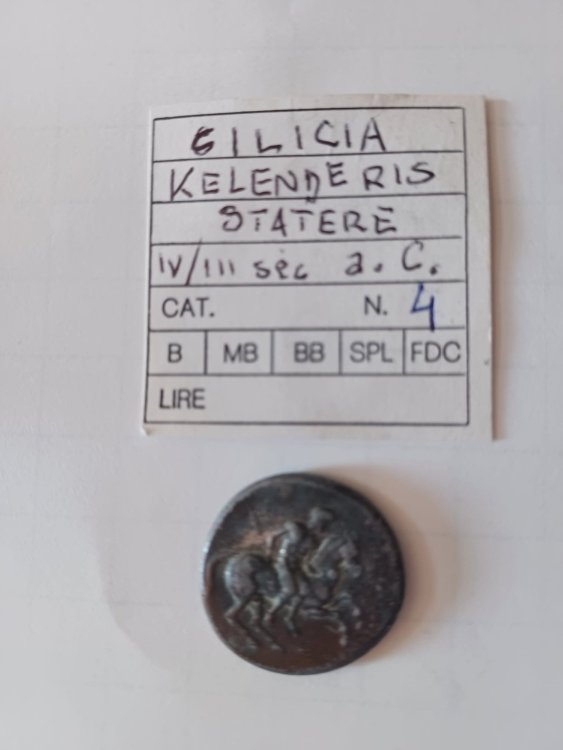 CILICIA
KELENDERIS
STATERE
IV/III sec a.C.
CAT. N. 4
B MB BB SPL FDC
LIRE